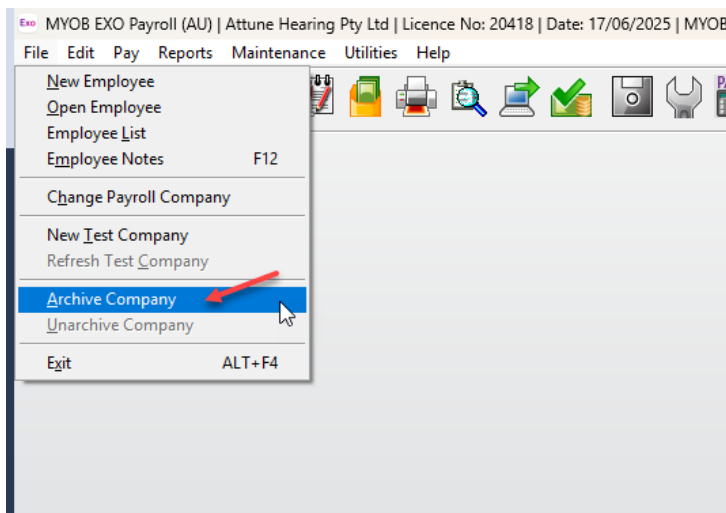 Exo MYOB EXO Payroll (AU) | Attune Hearing Pty Ltd | Licence No: 20418 | Date: 17/06/2025 | MYOB
File Edit Pay Reports Maintenance Utilities Help
New Employee
Open Employee
Employee List
Employee Notes F12
Change Payroll Company
New Test Company
Refresh Test Company
Archive Company
Unarchive Company
Exit ALT+F4